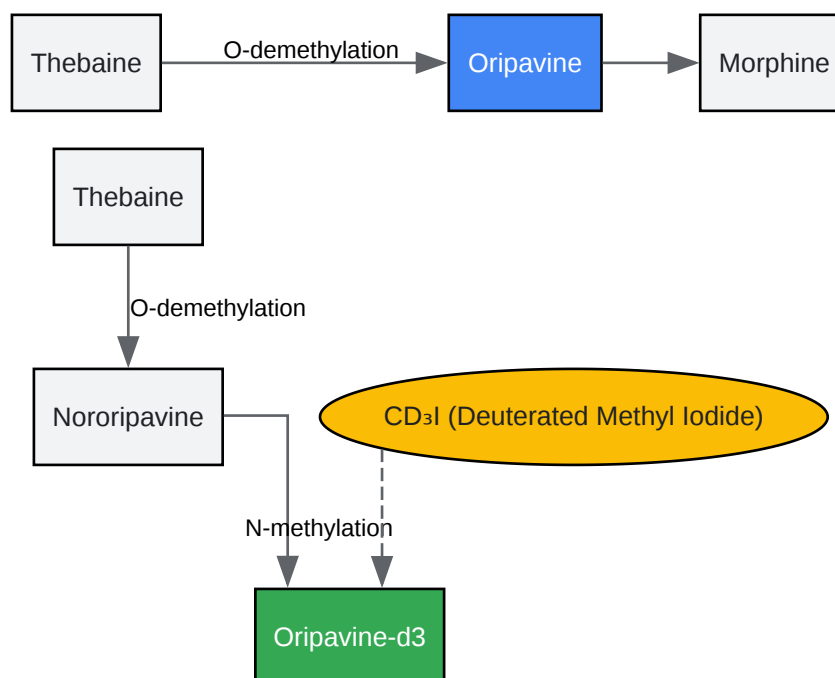 Thebaine
O-demethylation
Oripavine
Morphine
Thebaine
O-demethylation
Nororipavine
CD₃I (Deuterated Methyl Iodide)
N-methylation
Oripavine-d3